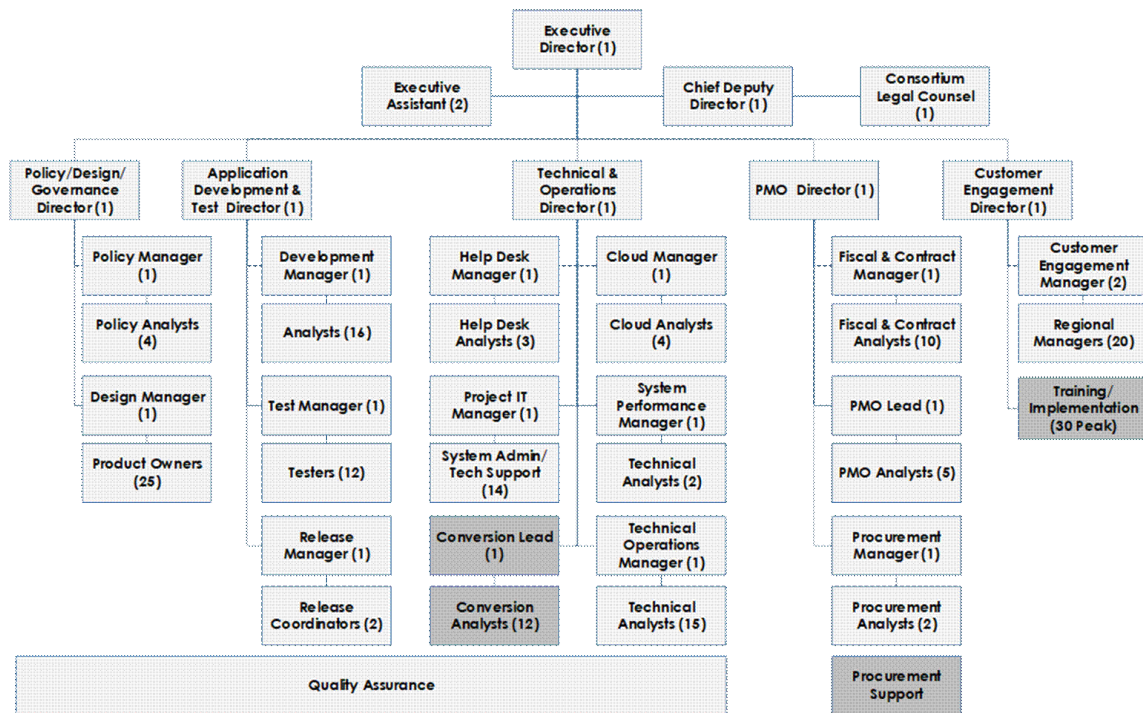 Executive
Director (1)
Executive
Assistant (2)
Chief Deputy
Director (1)
Consortium
Legal Counsel
(1)
Policy/Design/
Governance
Director (1)
Application
Development &
Test Director (1)
Technical &
Operations
Director (1)
PMO Director (1)
Customer
Engagement
Director (1)
Policy Manager
(1)
Policy Analysts
(4)
Design Manager
(1)
Product Owners
(25)
Development
Manager (1)
Analysts (16)
Test Manager (1)
Testers (12)
Release
Manager (1)
Release
Coordinators (2)
Help Desk
Manager (1)
Help Desk
Analysts (3)
Project IT
Manager (1)
System Admin/
Tech Support
(14)
Conversion Lead
(1)
Conversion
Analysts (12)
Cloud Manager
(1)
Cloud Analysts
(4)
System
Performance
Manager (1)
Technical
Analysts (2)
Technical
Operations
Manager (1)
Technical
Analysts (15)
Fiscal & Contract
Manager (1)
Fiscal & Contract
Analysts (10)
PMO Lead (1)
PMO Analysts (5)
Procurement
Manager (1)
Procurement
Analysts (2)
Procurement
Support
Customer
Engagement
Manager (2)
Regional
Managers (20)
Training/
Implementation
(30 Peak)
Quality Assurance